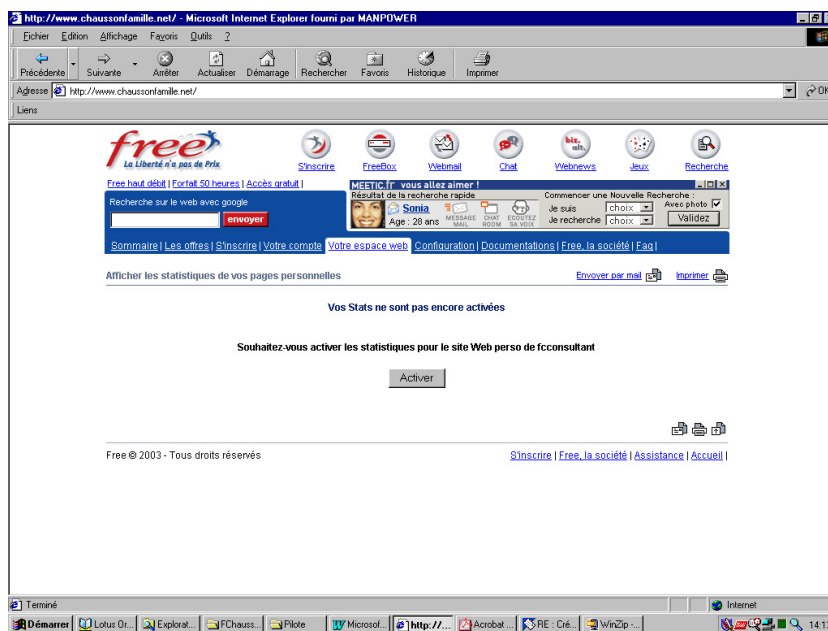 http://www.chaussonfamille.net/ - Microsoft Internet Explorer fourni par MANPOWER
Fichier Edition Affichage Favoris Outils ?
Précédente Suivante Arrêter Actualiser Démarrage Rechercher Favoris Historique Imprimer
Adresse http://www.chaussonfamille.net/ OK
Liens
free
La Liberté n'a pas de Prix
biz. alt.
S'inscrire FreeBox Webmail Chat Webnews Jeux Recherche
Free haut débit | Forfait 50 heures | Accès gratuit |
MEETIC.fr vous allez aimer !
Recherche sur le web avec google
envoyer
Résultat de la recherche rapide
Sonia
Age : 28 ans
MESSAGE MAIL
CHAT ROOM
ECOUTEZ SA VOIX
Commencer une Nouvelle Recherche :
Je suis choix Avec photo
Je recherche choix Validez
Sommaire | Les offres | S'inscrire | Votre compte Votre espace web Configuration | Documentations | Free, la société | Faq |
Afficher les statistiques de vos pages personnelles Envoyer par mail Imprimer
Vos Stats ne sont pas encore activées
Souhaitez-vous activer les statistiques pour le site Web perso de fcconsultant
Activer
Free © 2003 - Tous droits réservés S'inscrire | Free, la société | Assistance | Accueil |
Terminé Internet
Démarrer Lotus Or... Explorat... FChauss... Pilote Microsof... http://... Acrobat ... RE : Cré... WinZip -...